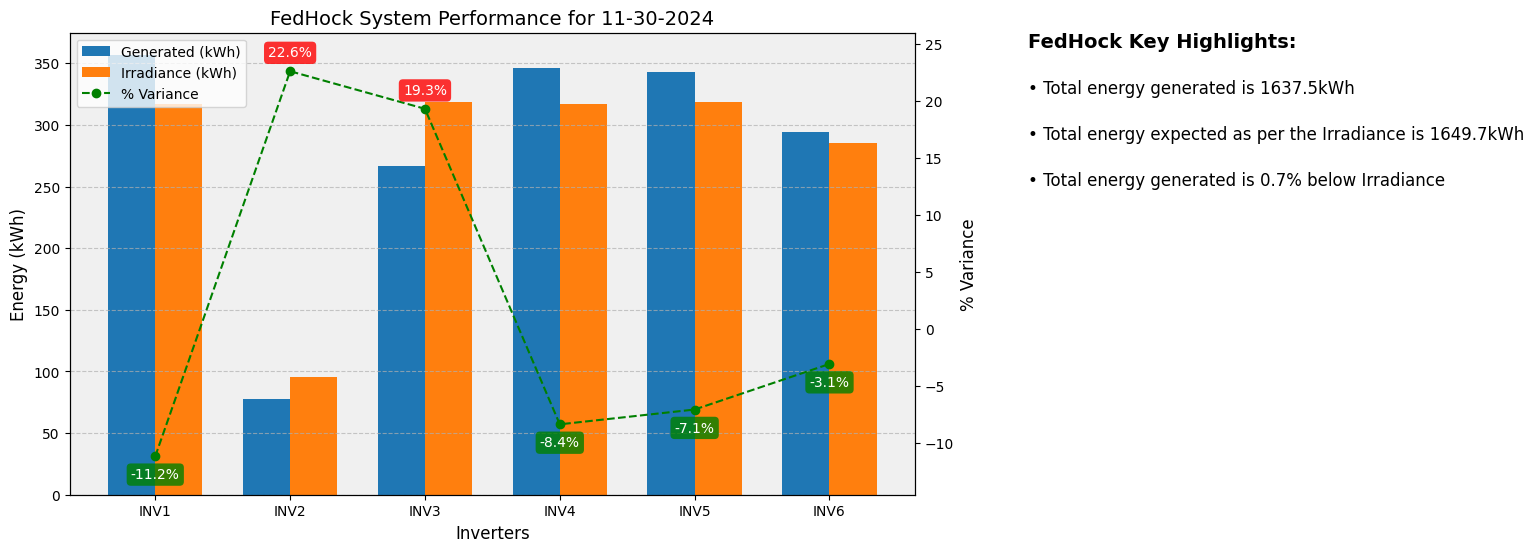 FedHock System Performance for 11-30-2024
Generated (kWh)
Irradiance (kWh)
% Variance
Energy (kWh)
350
300
250
200
150
100
50
0
22.6%
19.3%
-11.2%
-8.4%
-7.1%
-3.1%
25
20
15
10
5
0
−5
−10
% Variance
INV1 INV2 INV3 INV4 INV5 INV6
Inverters
FedHock Key Highlights:
• Total energy generated is 1637.5kWh
• Total energy expected as per the Irradiance is 1649.7kWh
• Total energy generated is 0.7% below Irradiance